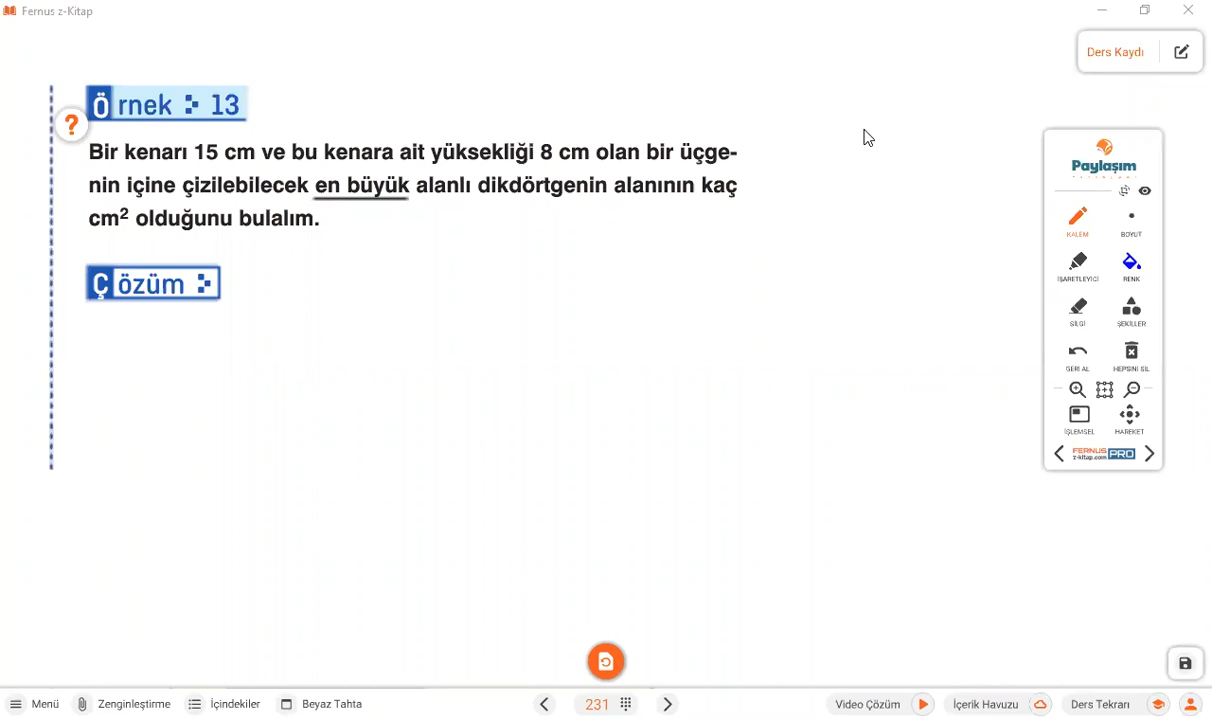 Fernus z-Kitap
Ders Kaydı
Örnek 13
?
Bir kenarı 15 cm ve bu kenara ait yüksekliği 8 cm olan bir üçge-
nin içine çizilebilecek en büyük alanlı dikdörtgenin alanının kaç
cm² olduğunu bulalım.
Çözüm
Paylaşım
KALEM
BOYUT
İŞARETLEYİCİ
RENK
SİLGİ
ŞEKİLLER
GERİ AL
HEPSİNİ SİL
İŞLEMSEL
HAREKET
FERNUS
z-kitap.com
PRO
Menü
Zenginleştirme
İçindekiler
Beyaz Tahta
231
Video Çözüm
İçerik Havuzu
Ders Tekrarı